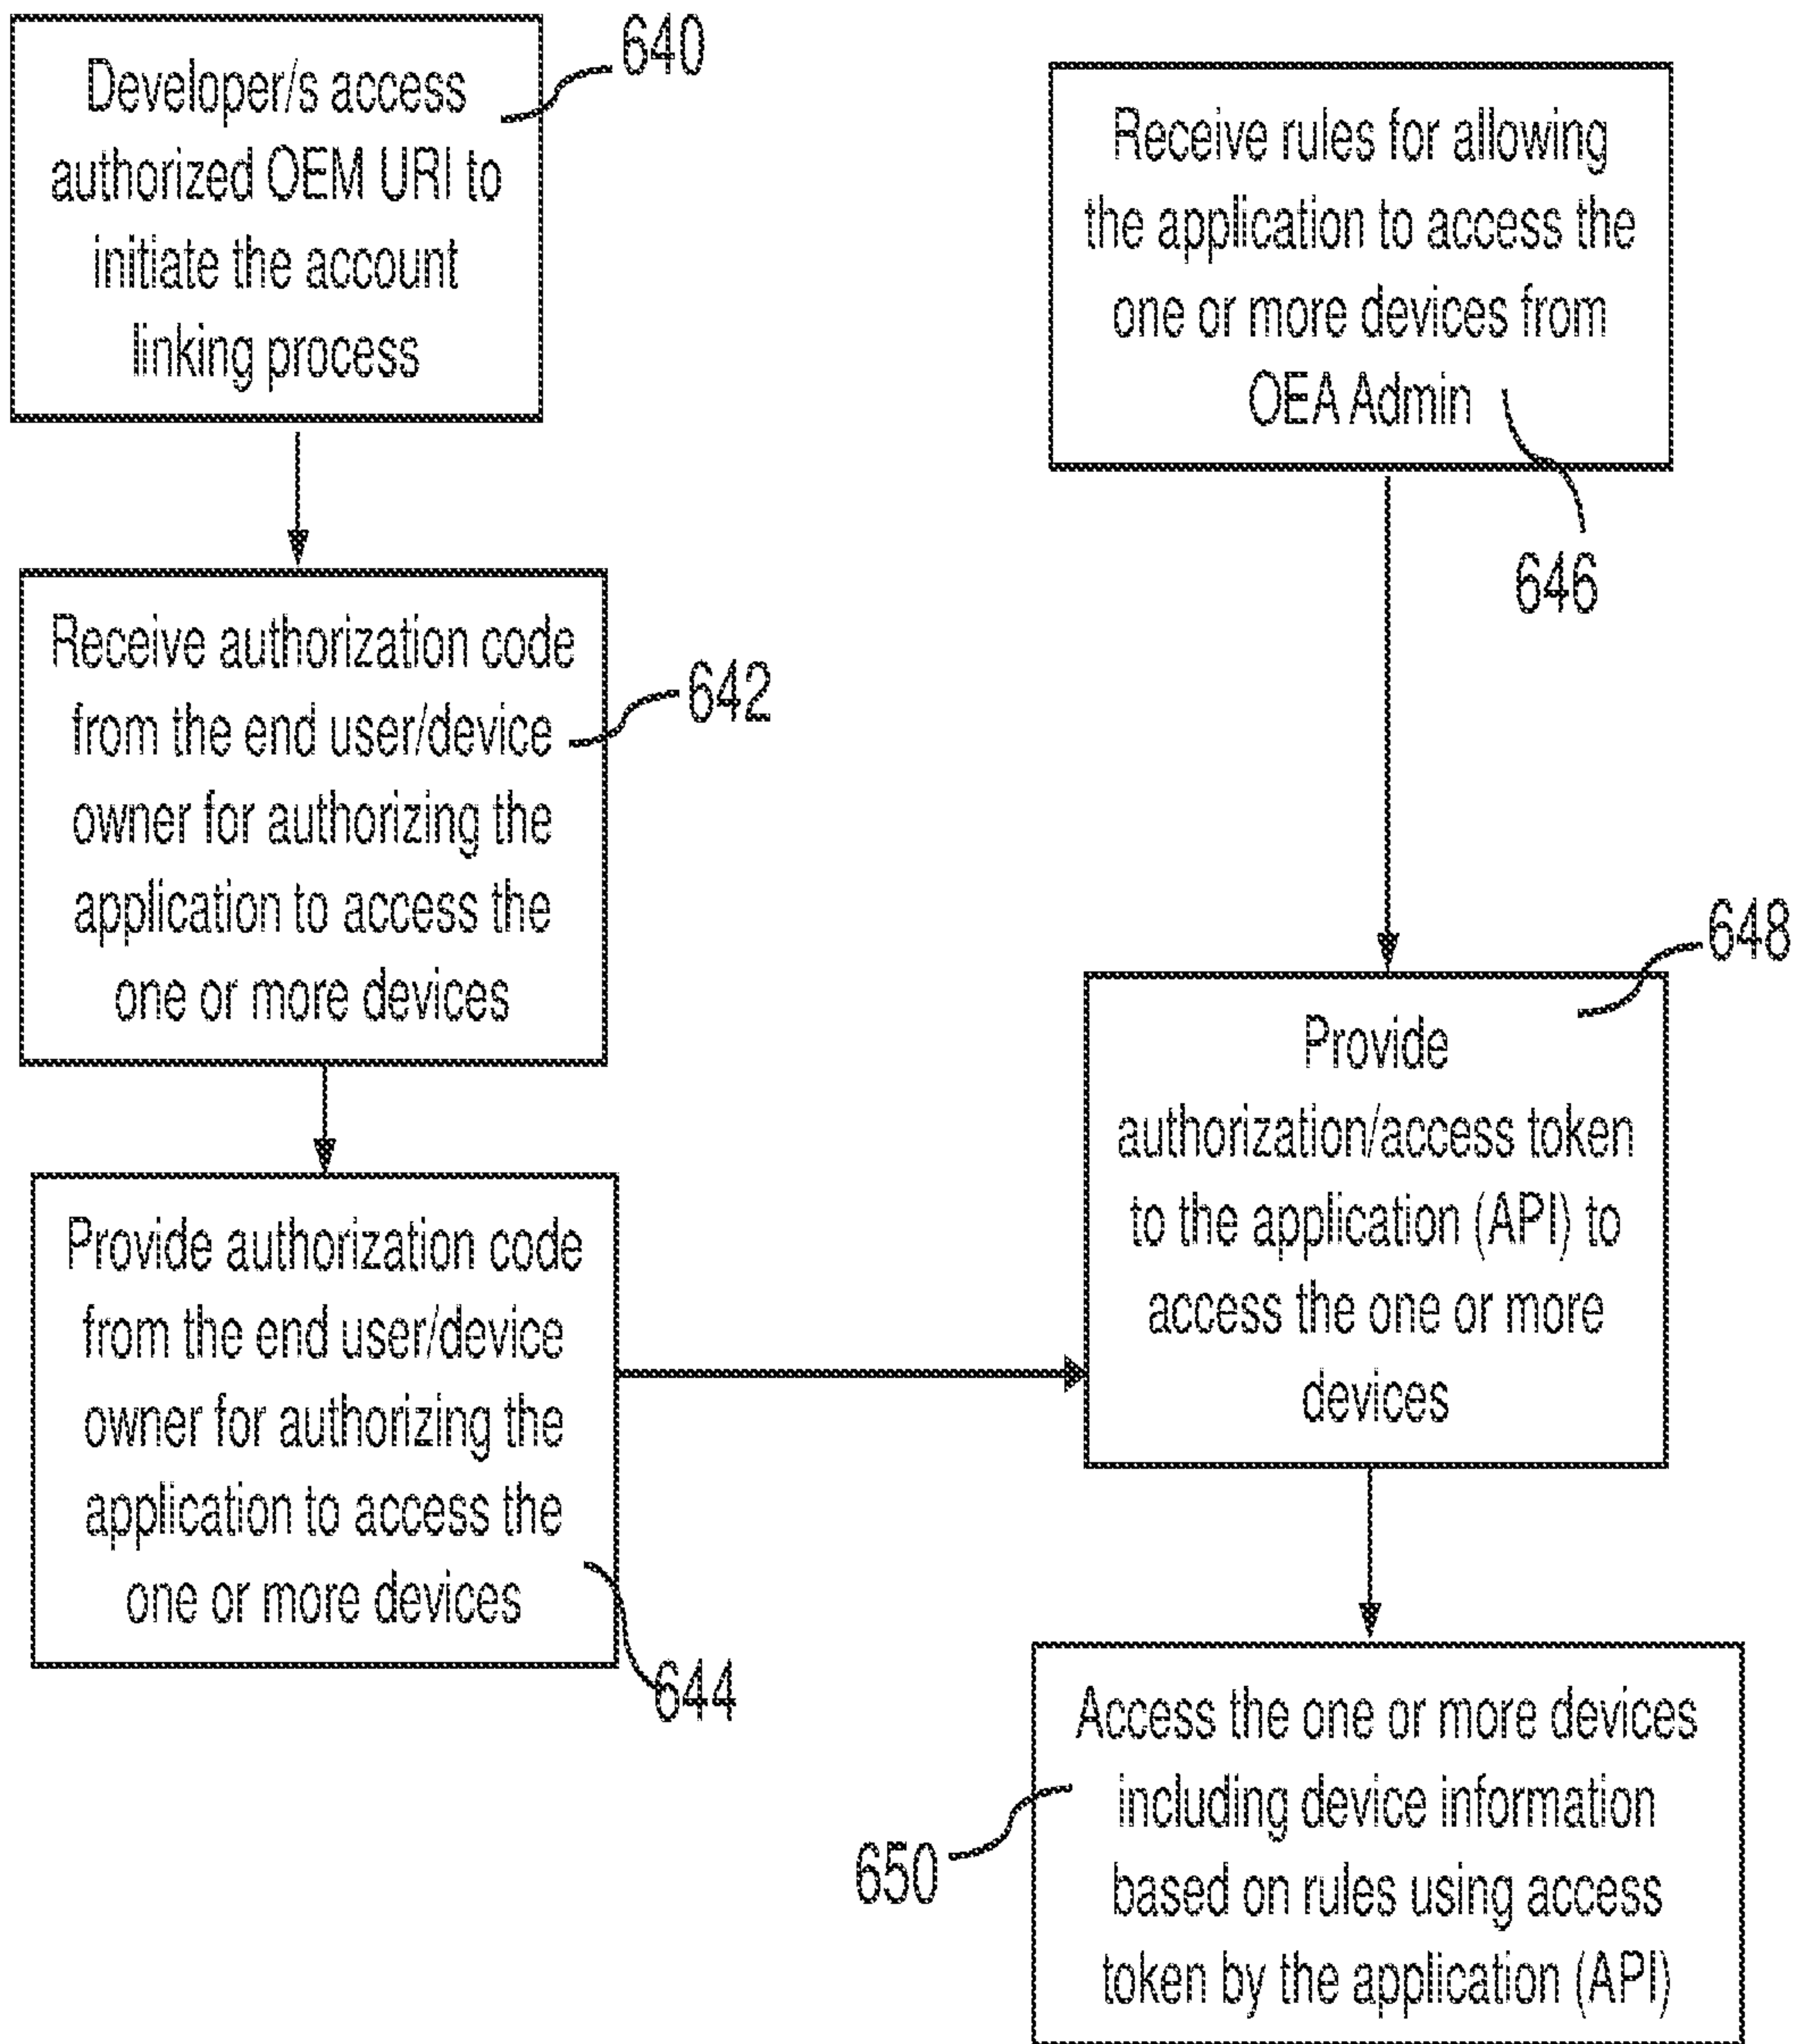 Developer/s access
authorized OEM URI to
initiate the account
linking process
640
Receive authorization code
from the end user/device
owner for authorizing the
application to access the
one or more devices
642
Provide authorization code
from the end user/device
owner for authorizing the
application to access the
one or more devices
644
Receive rules for allowing
the application to access the
one or more devices from
OEA Admin
646
Provide
authorization/access token
to the application (API) to
access the one or more
devices
648
Access the one or more devices
including device information
based on rules using access
token by the application (API)
650